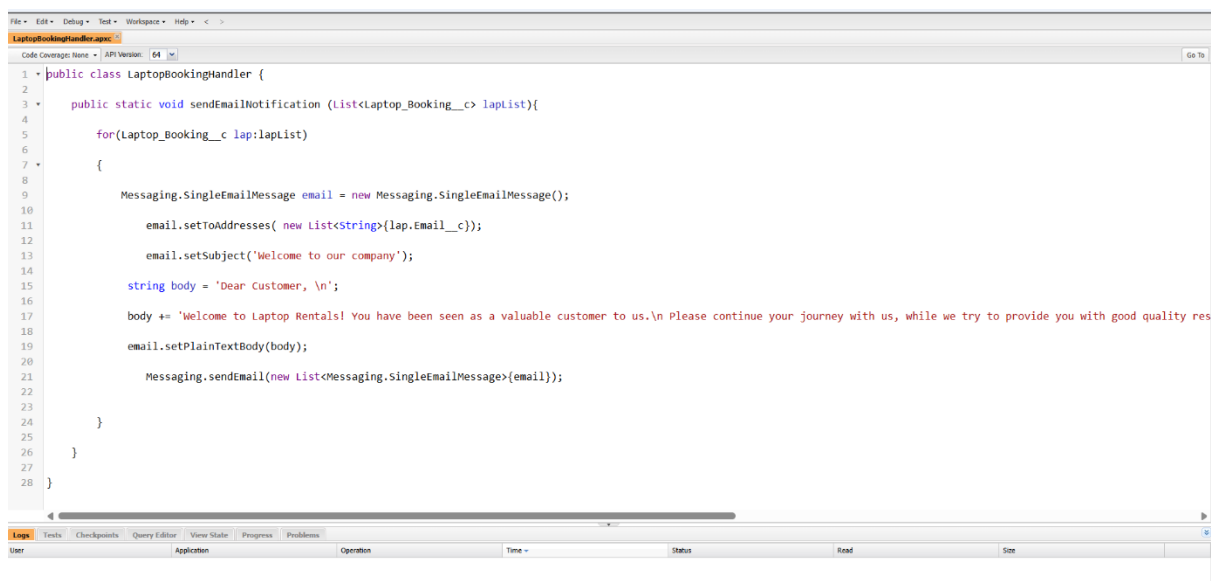 File Edit Debug Test Workspace Help < >
LaptopBookingHandler.apxc
Code Coverage: None API Version: 64 Go To
1 public class LaptopBookingHandler {
2
3 public static void sendEmailNotification (List<Laptop_Booking__c> lapList){
4
5 for(Laptop_Booking__c lap:lapList)
6
7 {
8
9 Messaging.SingleEmailMessage email = new Messaging.SingleEmailMessage();
10
11 email.setToAddresses( new List<String>{lap.Email__c});
12
13 email.setSubject('Welcome to our company');
14
15 string body = 'Dear Customer, \n';
16
17 body += 'Welcome to Laptop Rentals! You have been seen as a valuable customer to us.\n Please continue your journey with us, while we try to provide you with good quality res
18
19 email.setPlainTextBody(body);
20
21 Messaging.sendEmail(new List<Messaging.SingleEmailMessage>{email});
22
23
24 }
25
26 }
27
28 }
Logs Tests Checkpoints Query Editor View State Progress Problems
User Application Operation Time Status Read Size